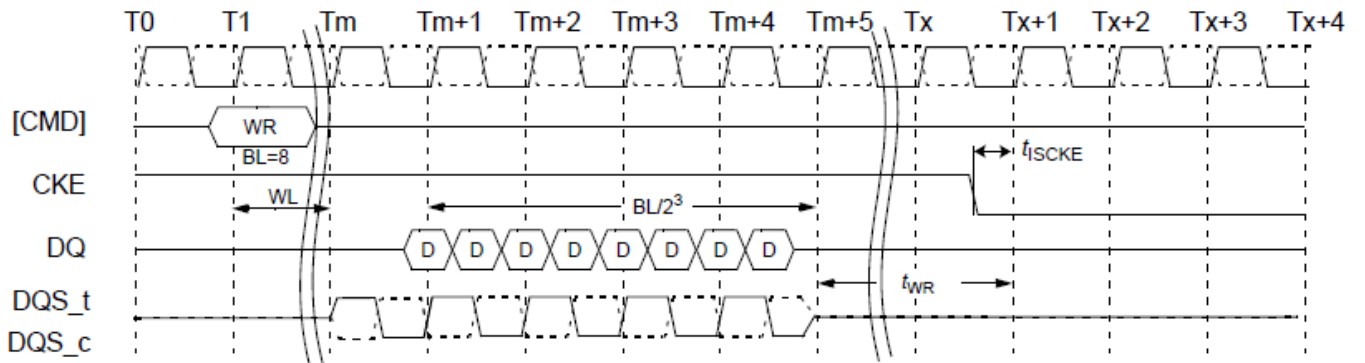 T0 T1 Tm Tm+1 Tm+2 Tm+3 Tm+4 Tm+5 Tx Tx+1 Tx+2 Tx+3 Tx+4
[CMD] WR
BL=8
tISCKE
CKE
WL BL/2³
DQ D D D D D D D D
tWR
DQS_t
DQS_c